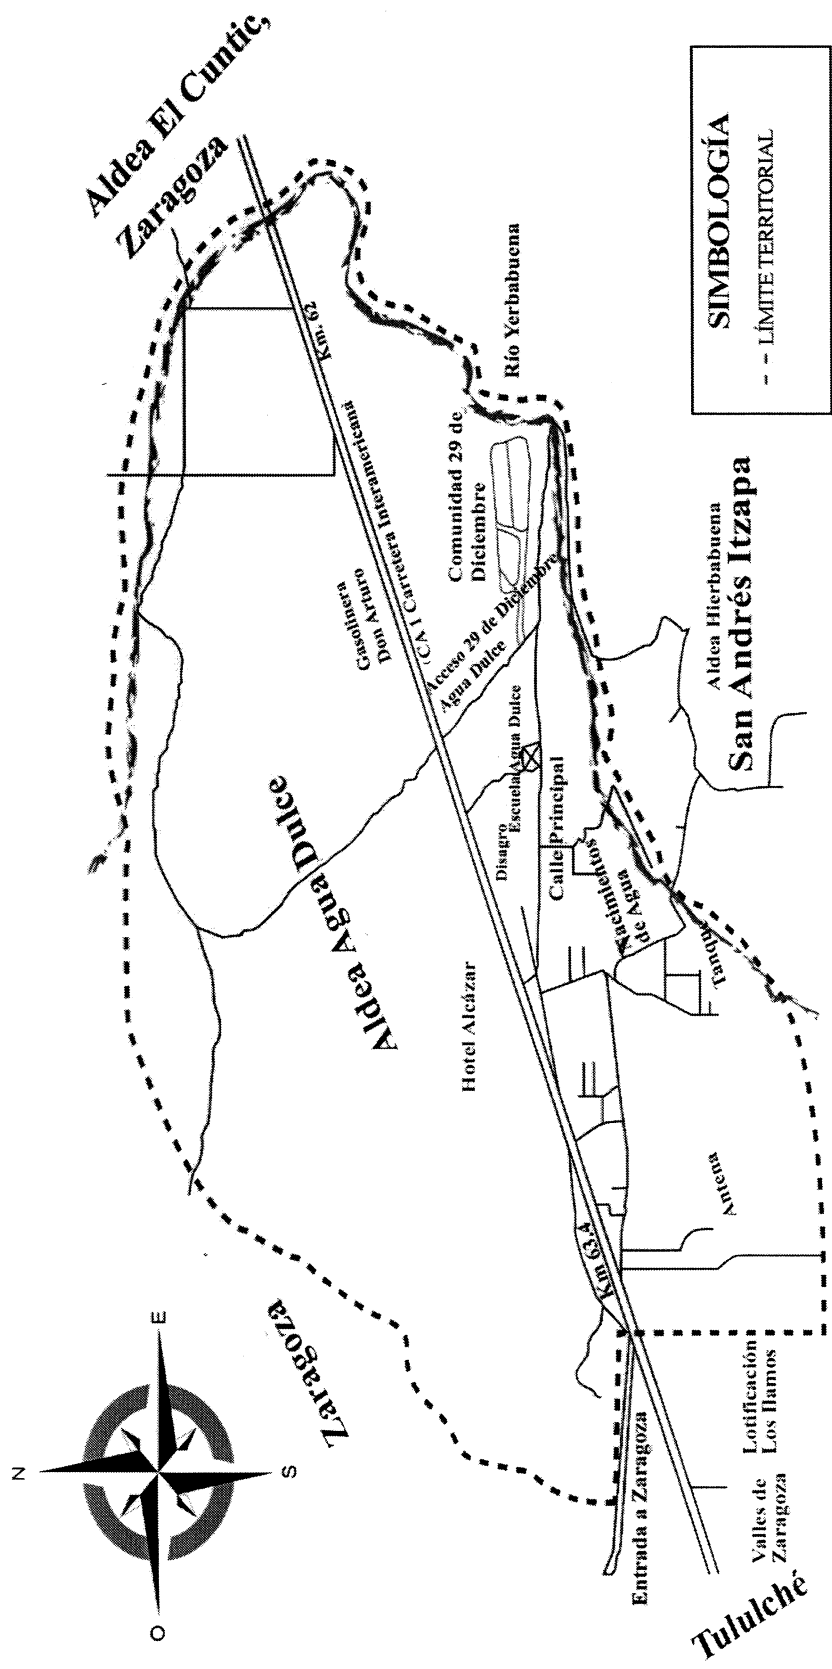 N
E
S
O
Aldea El Cuntic,
Zaragoza
Zaragoza
Aldea Agua Dulce
Km. 62
(CA 1 Carretera Interamericana
Gasolinera
Don Arturo
Comunidad 29 de
Diciembre
Río Yerbabuena
Acceso 29 de Diciembre
Agua Dulce
Escuela Agua Dulce
Disagro
Calle Principal
Hotel Alcázar
Nacimientos
de Agua
Tanque
Aldea Hierbabuena
San Andrés Itzapa
Km 63.4
Antena
Entrada a Zaragoza
Lotificación
Los Ilamos
Valles de
Zaragoza
Tululché
SIMBOLOGÍA
- - LÍMITE TERRITORIAL